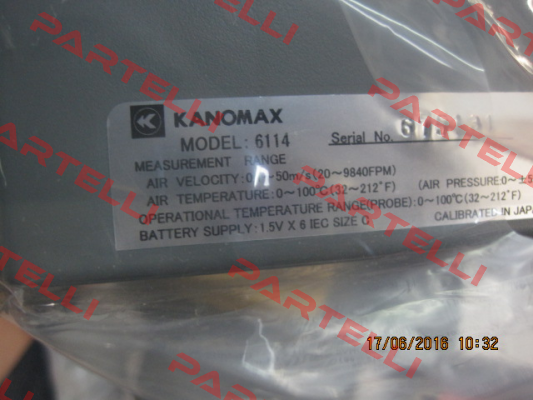 KANOMAX
MODEL: 6114 Serial No.
MEASUREMENT RANGE
AIR VELOCITY: 50m/s(20~9840FPM)
AIR TEMPERATURE: 0~100℃(32~212°F) (AIR PRESSURE: 0~±5
OPERATIONAL TEMPERATURE RANGE(PROBE): 0~100℃(32~212°F)
BATTERY SUPPLY: 1.5V X 6 IEC SIZE CALIBRATED IN JAPA
17/06/2016 10:32
PARTELLI
PARTELLI
PARTELLI
PARTELLI
PARTELLI